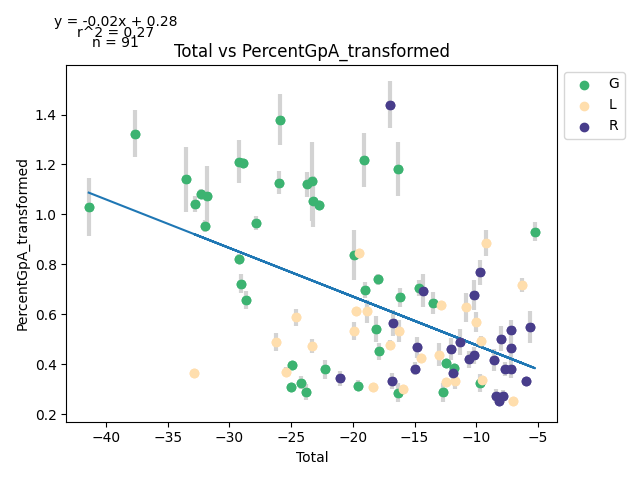 y = -0.02x + 0.28
r^2 = 0.27
n = 91
Total vs PercentGpA_transformed
G
L
R
PercentGpA_transformed
1.4
1.2
1.0
0.8
0.6
0.4
0.2
−40
−35
−30
−25
−20
−15
−10
−5
Total